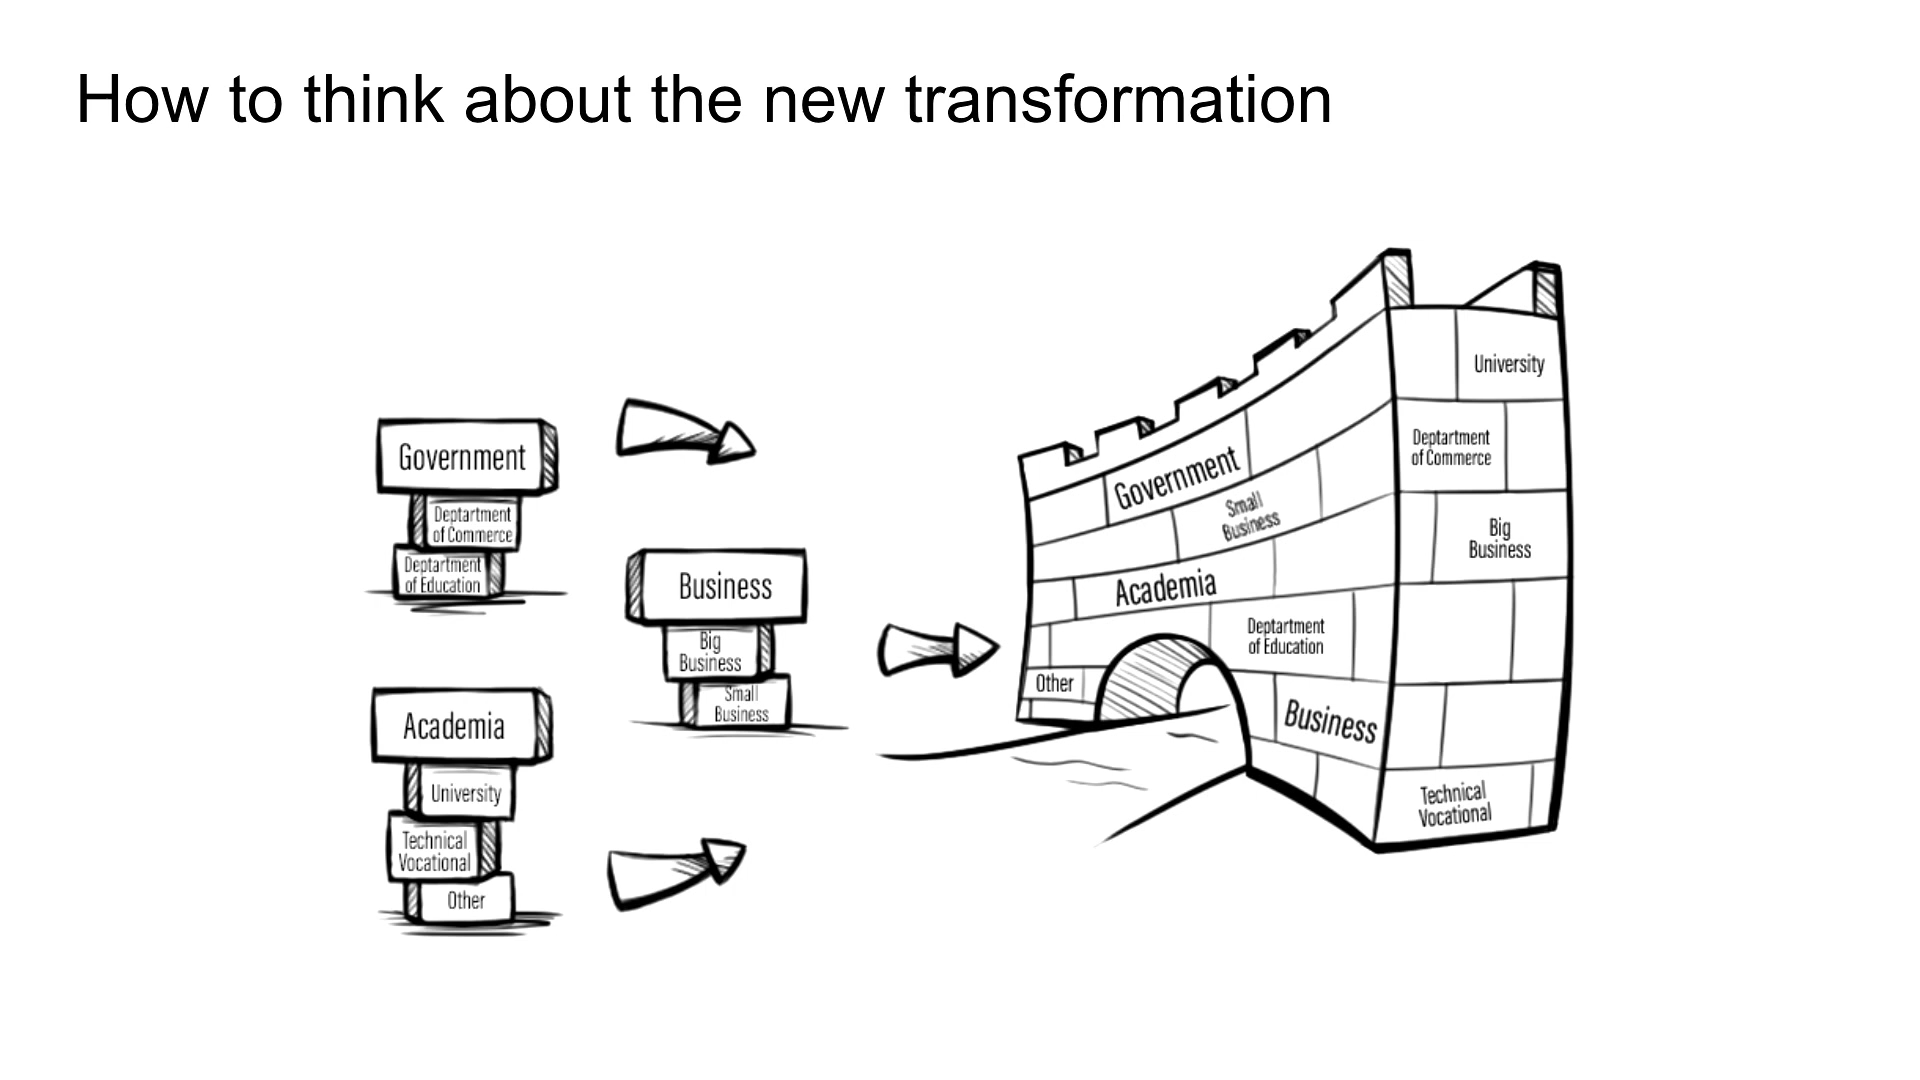 How to think about the new transformation
Government
Deptartment
of Commerce
Deptartment
of Education
Business
Big
Business
Small
Business
Academia
University
Technical
Vocational
Other
Government
Small
Business
Academia
Deptartment
of Education
Other
Business
University
Deptartment
of Commerce
Big
Business
Technical
Vocational